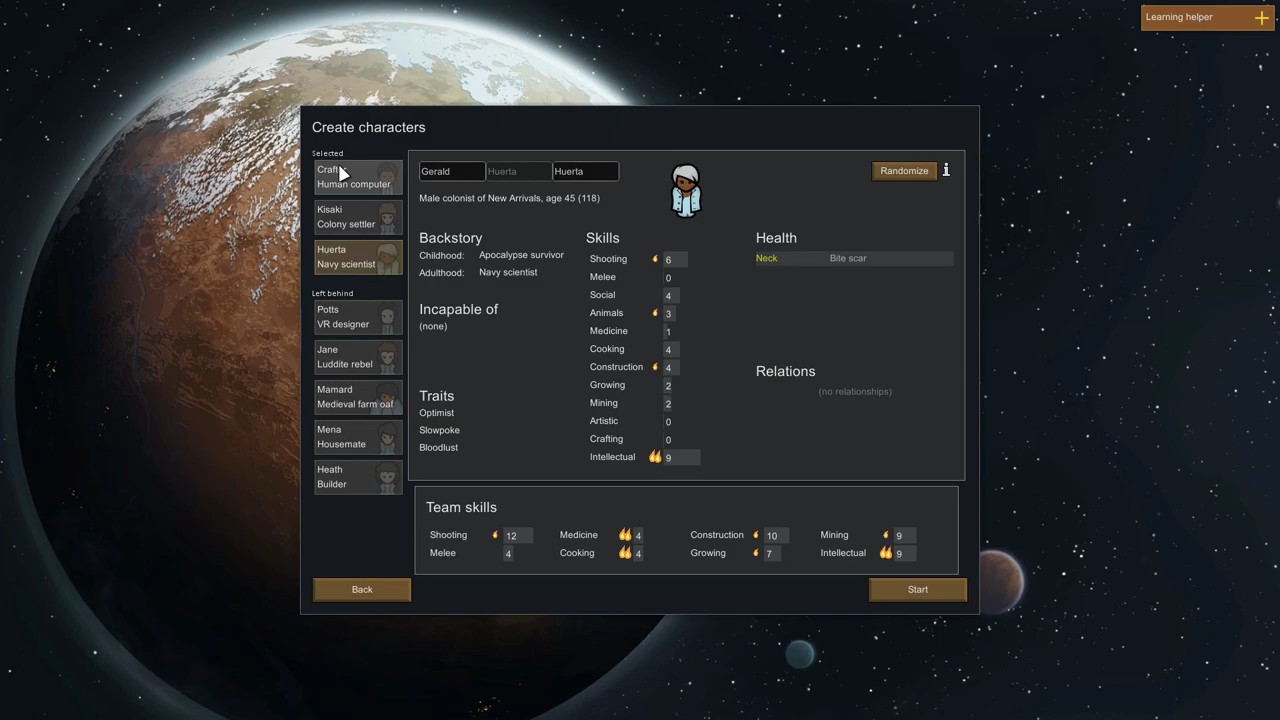 Learning helper
Create characters
Selected
Crafter
Human computer
Kisaki
Colony settler
Huerta
Navy scientist
Left behind
Potts
VR designer
Jane
Luddite rebel
Mamard
Medieval farm oaf
Mena
Housemate
Heath
Builder
Gerald Huerta Huerta
Randomize
Male colonist of New Arrivals, age 45 (118)
Backstory
Childhood: Apocalypse survivor
Adulthood: Navy scientist
Incapable of
(none)
Traits
Optimist
Slowpoke
Bloodlust
Skills
Shooting 6
Melee 0
Social 4
Animals 3
Medicine 1
Cooking 4
Construction 4
Growing 2
Mining 2
Artistic 0
Crafting 0
Intellectual 9
Health
Neck Bite scar
Relations
(no relationships)
Team skills
Shooting 12 Medicine 4 Construction 10 Mining 9
Melee 4 Cooking 4 Growing 7 Intellectual 9
Back
Start